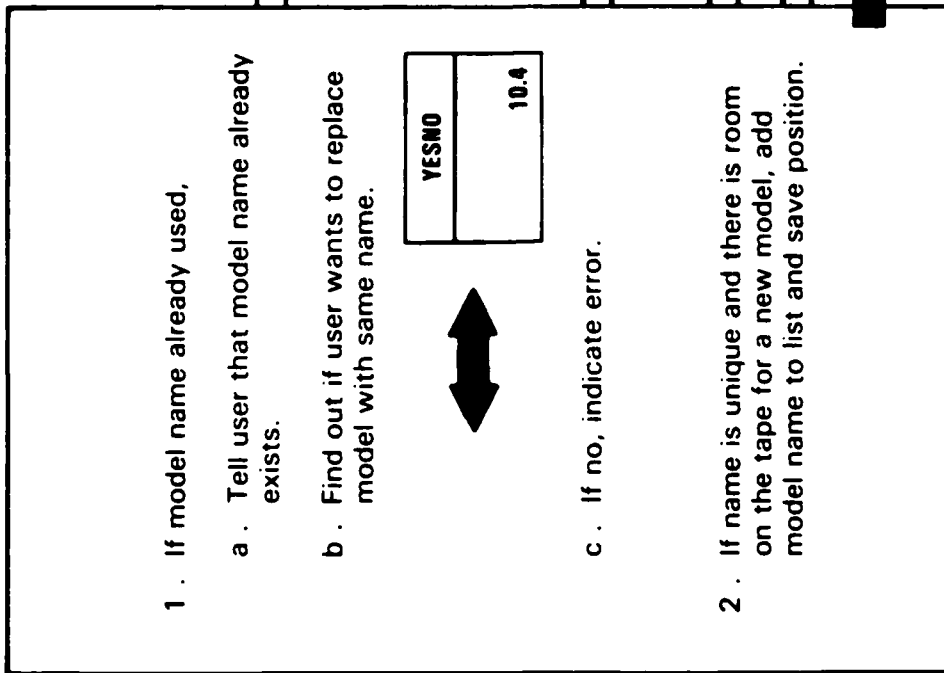 1 . If model name already used,
a . Tell user that model name already
exists.
b . Find out if user wants to replace
model with same name.
YESNO
10.4
c . If no, indicate error.
2 . If name is unique and there is room
on the tape for a new model, add
model name to list and save position.